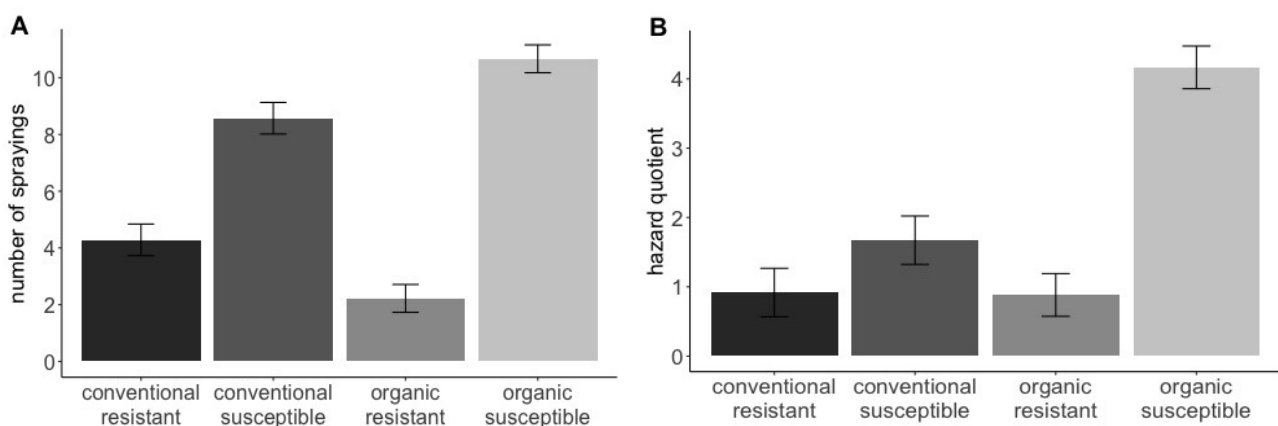 A
number of sprayings
10
8
6
4
2
0
conventional
resistant
conventional
susceptible
organic
resistant
organic
susceptible
B
hazard quotient
4
3
2
1
0
conventional
resistant
conventional
susceptible
organic
resistant
organic
susceptible